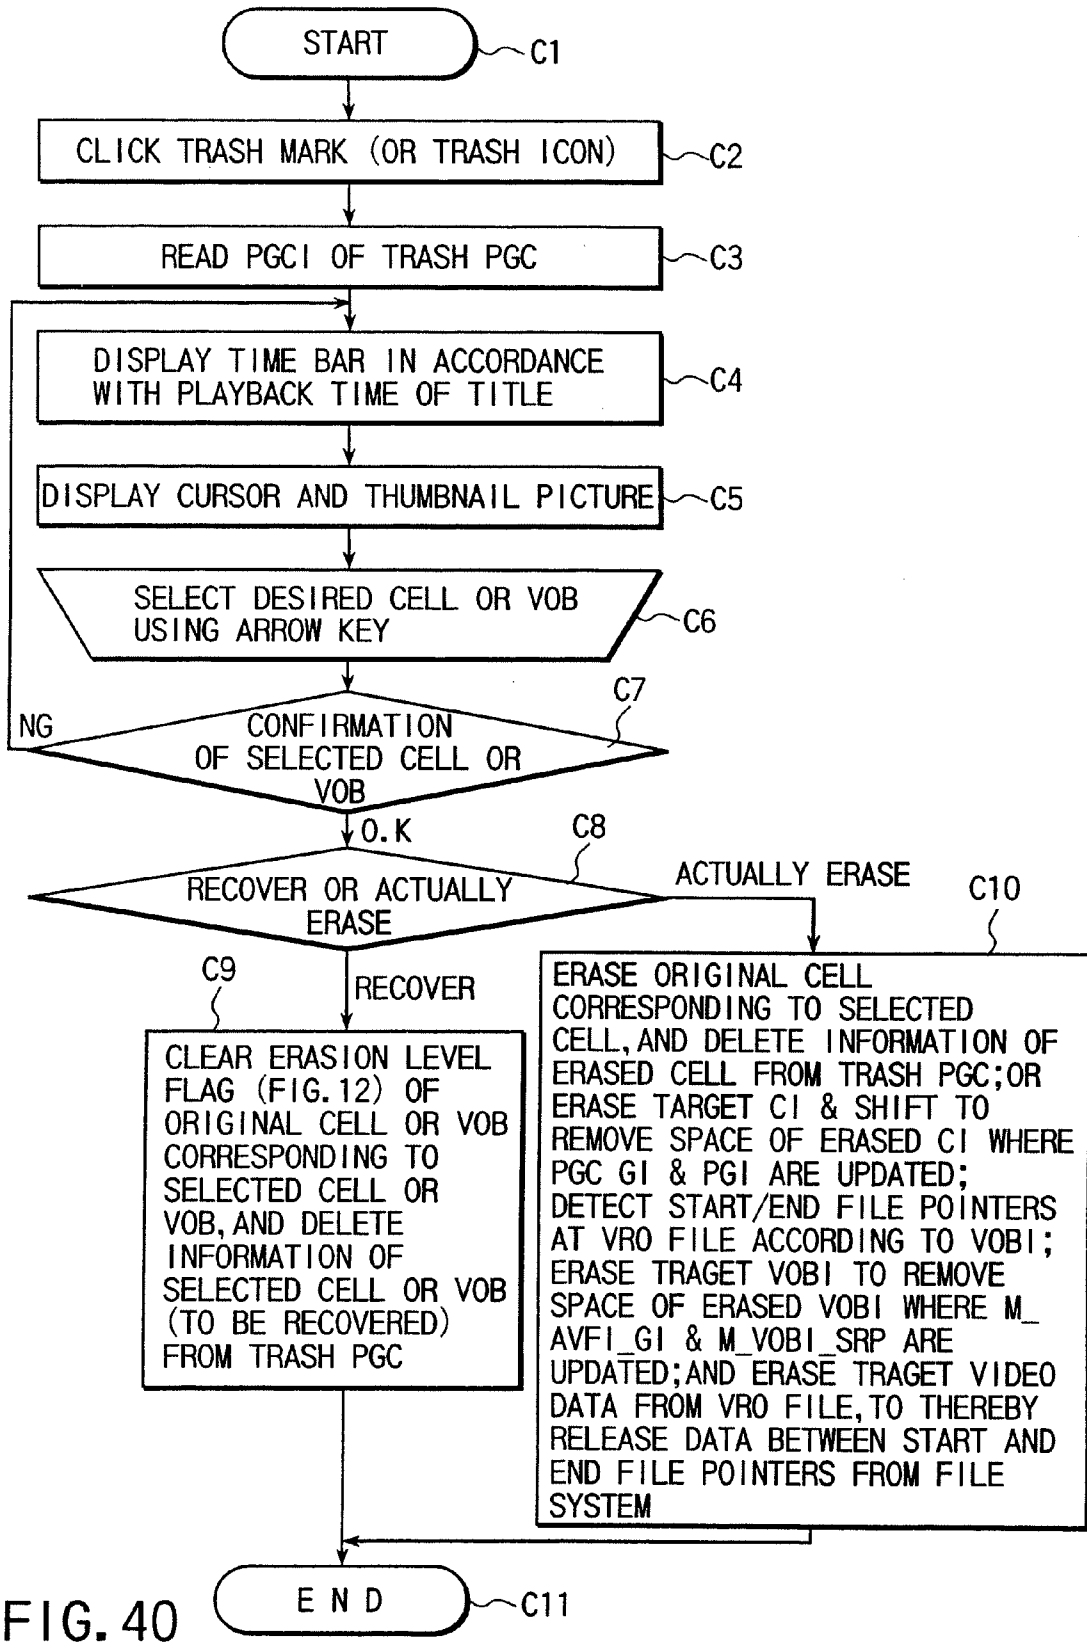 START
C1
CLICK TRASH MARK (OR TRASH ICON)
C2
READ PGCI OF TRASH PGC
C3
DISPLAY TIME BAR IN ACCORDANCE
WITH PLAYBACK TIME OF TITLE
C4
DISPLAY CURSOR AND THUMBNAIL PICTURE
C5
SELECT DESIRED CELL OR VOB
USING ARROW KEY
C6
C7
NG
CONFIRMATION
OF SELECTED CELL OR
VOB
O.K
C8
RECOVER OR ACTUALLY
ERASE
ACTUALLY ERASE
C10
C9
RECOVER
CLEAR ERASION LEVEL
FLAG (FIG.12) OF
ORIGINAL CELL OR VOB
CORRESPONDING TO
SELECTED CELL OR
VOB, AND DELETE
INFORMATION OF
SELECTED CELL OR VOB
(TO BE RECOVERED)
FROM TRASH PGC
ERASE ORIGINAL CELL
CORRESPONDING TO SELECTED
CELL, AND DELETE INFORMATION OF
ERASED CELL FROM TRASH PGC;OR
ERASE TARGET CI & SHIFT TO
REMOVE SPACE OF ERASED CI WHERE
PGC GI & PGI ARE UPDATED;
DETECT START/END FILE POINTERS
AT VRO FILE ACCORDING TO VOBI;
ERASE TRAGET VOBI TO REMOVE
SPACE OF ERASED VOBI WHERE M_
AVFI_GI & M_VOBI_SRP ARE
UPDATED;AND ERASE TRAGET VIDEO
DATA FROM VRO FILE, TO THEREBY
RELEASE DATA BETWEEN START AND
END FILE POINTERS FROM FILE
SYSTEM
END
C11
FIG. 40